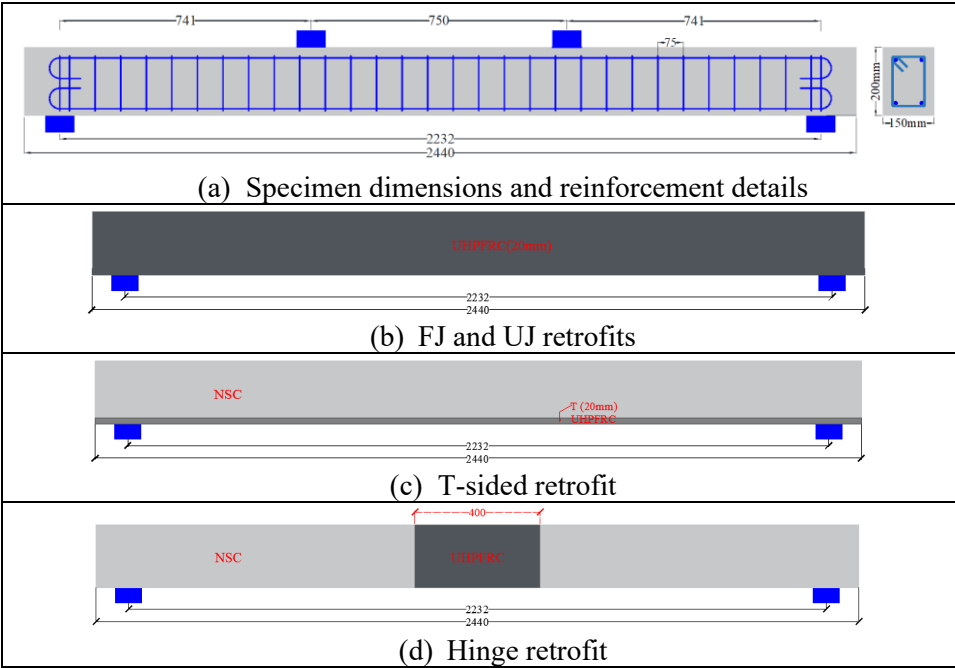 741
750
741
75
200mm
150mm
2232
2440
(a) Specimen dimensions and reinforcement details
UHPFRC(20mm)
2232
2440
(b) FJ and UJ retrofits
NSC
T (20mm)
UHPFRC
2232
2440
(c) T-sided retrofit
400
NSC
UHPFRC
2232
2440
(d) Hinge retrofit